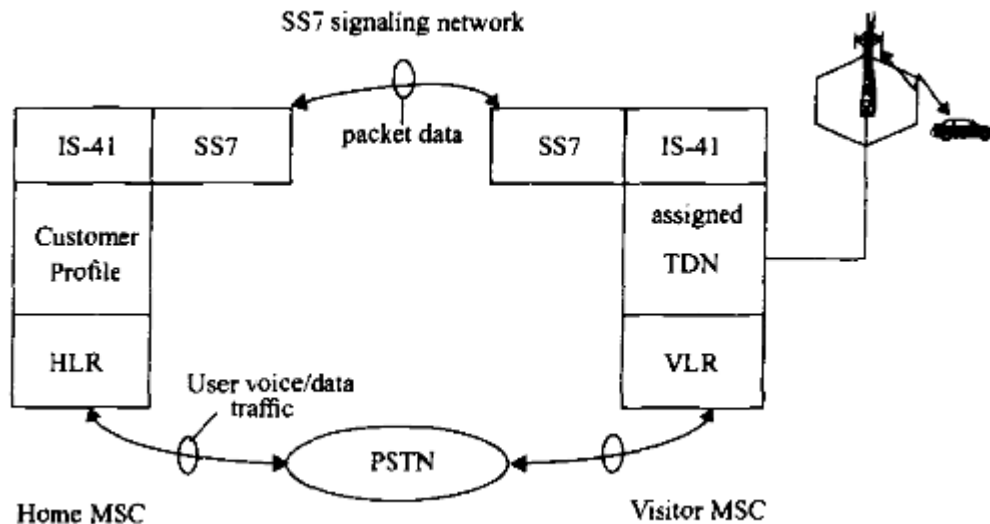 SS7 signaling network
packet data
IS-41
SS7
SS7
IS-41
Customer
Profile
assigned
TDN
HLR
VLR
User voice/data
traffic
PSTN
Home MSC
Visitor MSC